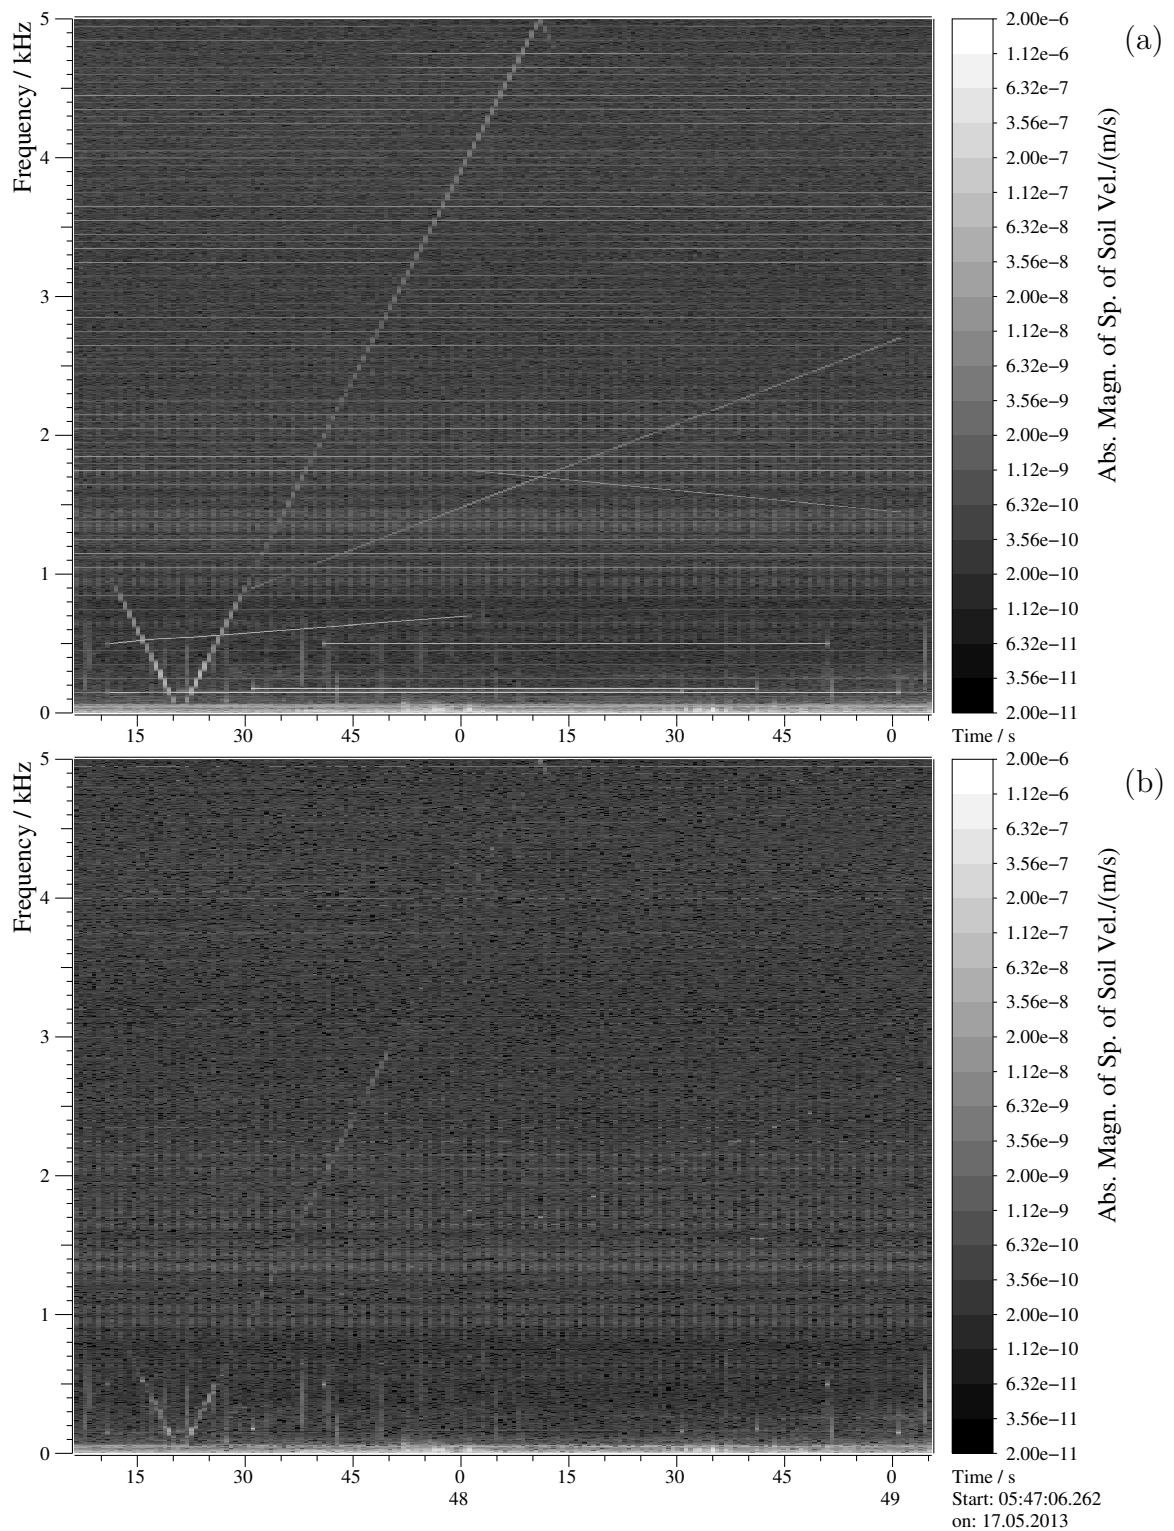 (a)
Frequency / kHz
5
4
3
2
1
0
15 30 45 0 15 30 45 0
Time / s
2.00e−6
1.12e−6
6.32e−7
3.56e−7
2.00e−7
1.12e−7
6.32e−8
3.56e−8
2.00e−8
1.12e−8
6.32e−9
3.56e−9
2.00e−9
1.12e−9
6.32e−10
3.56e−10
2.00e−10
1.12e−10
6.32e−11
3.56e−11
2.00e−11
Abs. Magn. of Sp. of Soil Vel./(m/s)
(b)
Frequency / kHz
5
4
3
2
1
0
15 30 45 0 15 30 45 0
48 49
Time / s
Start: 05:47:06.262
on: 17.05.2013
2.00e−6
1.12e−6
6.32e−7
3.56e−7
2.00e−7
1.12e−7
6.32e−8
3.56e−8
2.00e−8
1.12e−8
6.32e−9
3.56e−9
2.00e−9
1.12e−9
6.32e−10
3.56e−10
2.00e−10
1.12e−10
6.32e−11
3.56e−11
2.00e−11
Abs. Magn. of Sp. of Soil Vel./(m/s)